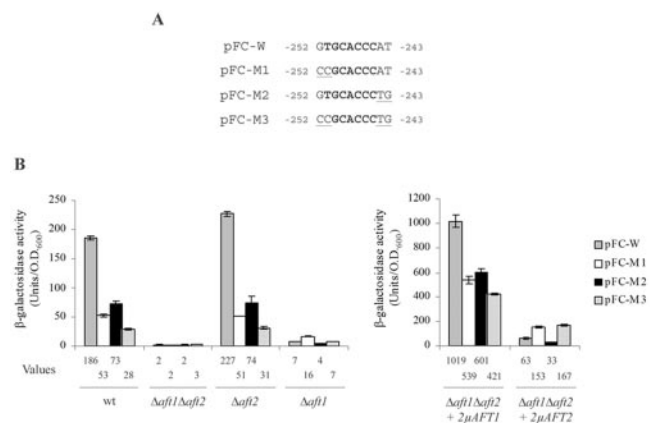 A
pFC-W -252 GTGCACCCAT -243
pFC-M1 -252 CCGCACCCAT -243
pFC-M2 -252 GTGCACCCTG -243
pFC-M3 -252 CCGCACCCTG -243
B
β-galactosidase activity
(Units/O.D600)
250
200
150
100
50
0
Values
186 73 2 2 227 74 7 4
53 28 2 3 51 31 16 7
wt Δaft1Δaft2 Δaft2 Δaft1
β-galactosidase activity
(Units/O.D600)
1200
1000
800
600
400
200
0
1019 601 63 33
539 421 153 167
Δaft1Δaft2 Δaft1Δaft2
+ 2μAFT1 + 2μAFT2
pFC-W
pFC-M1
pFC-M2
pFC-M3